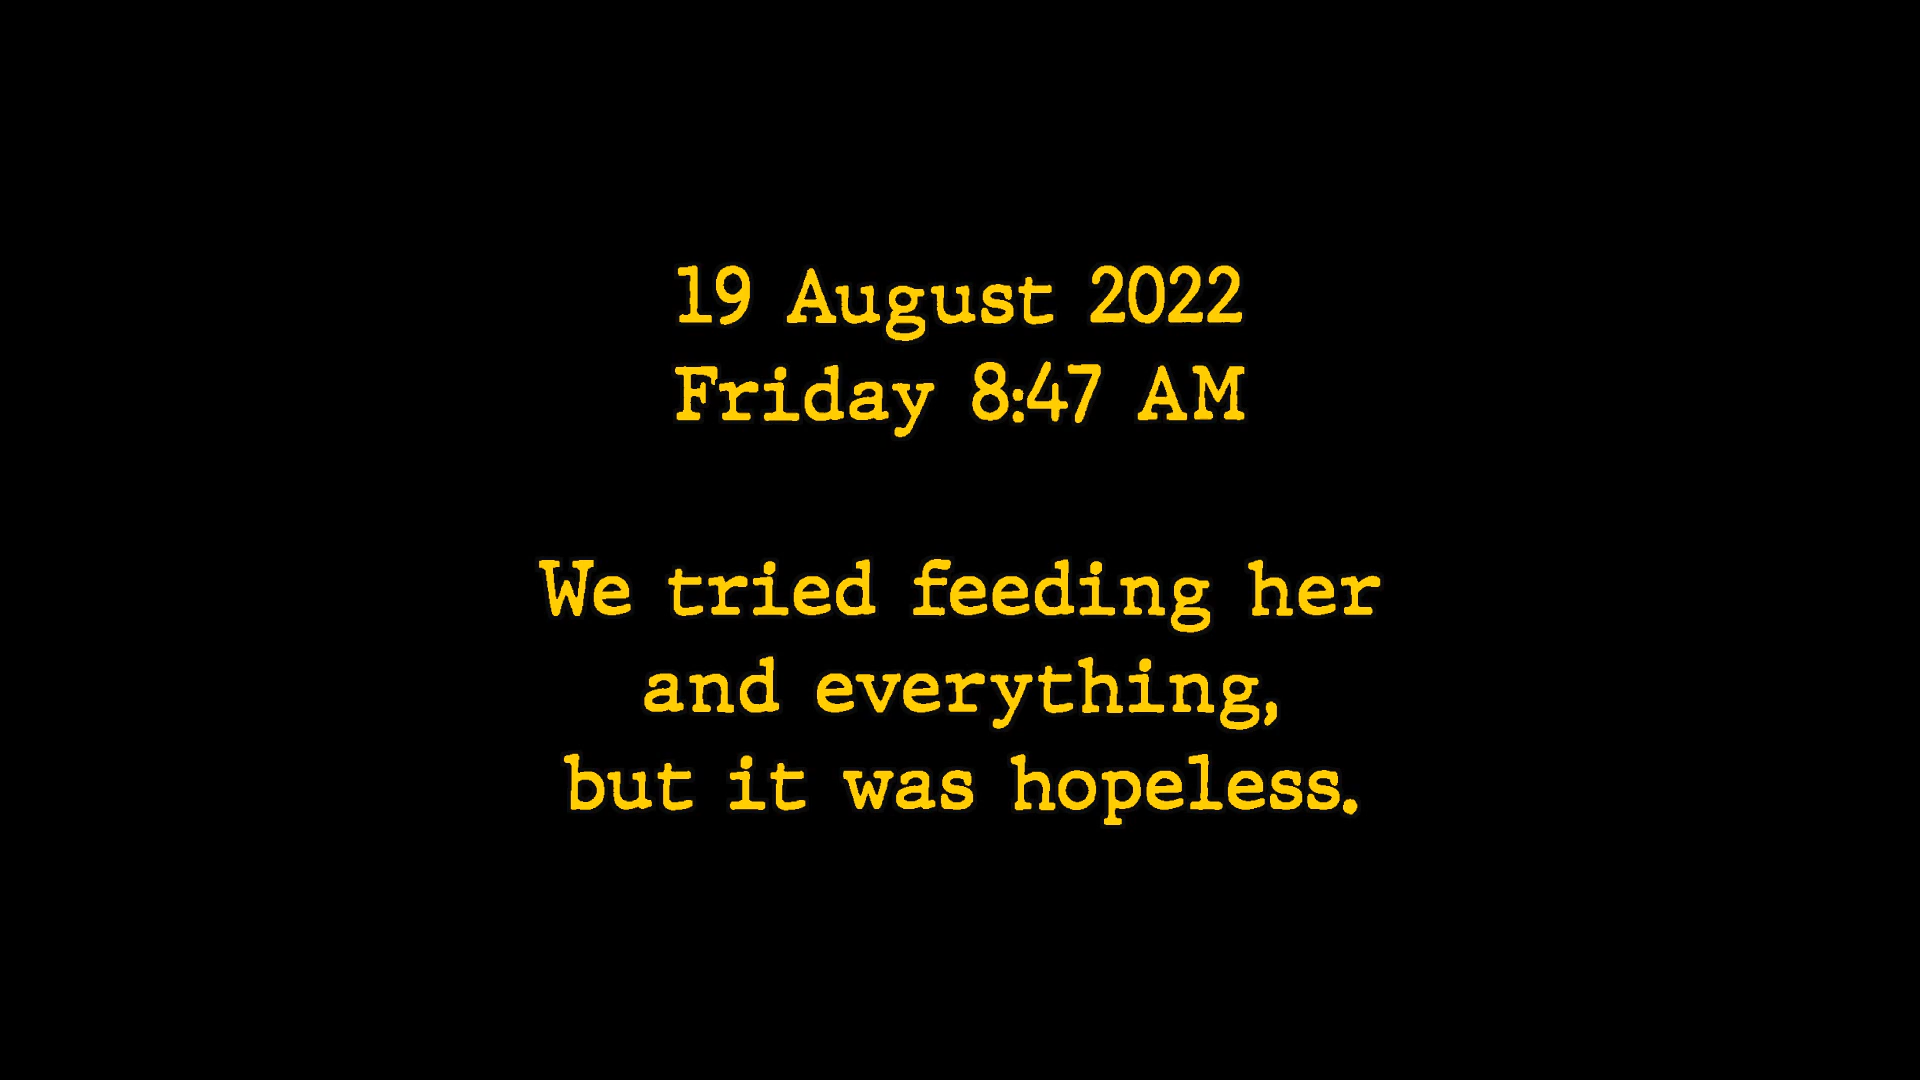 19 August 2022
Friday 8:47 AM
We tried feeding her
and everything,
but it was hopeless.